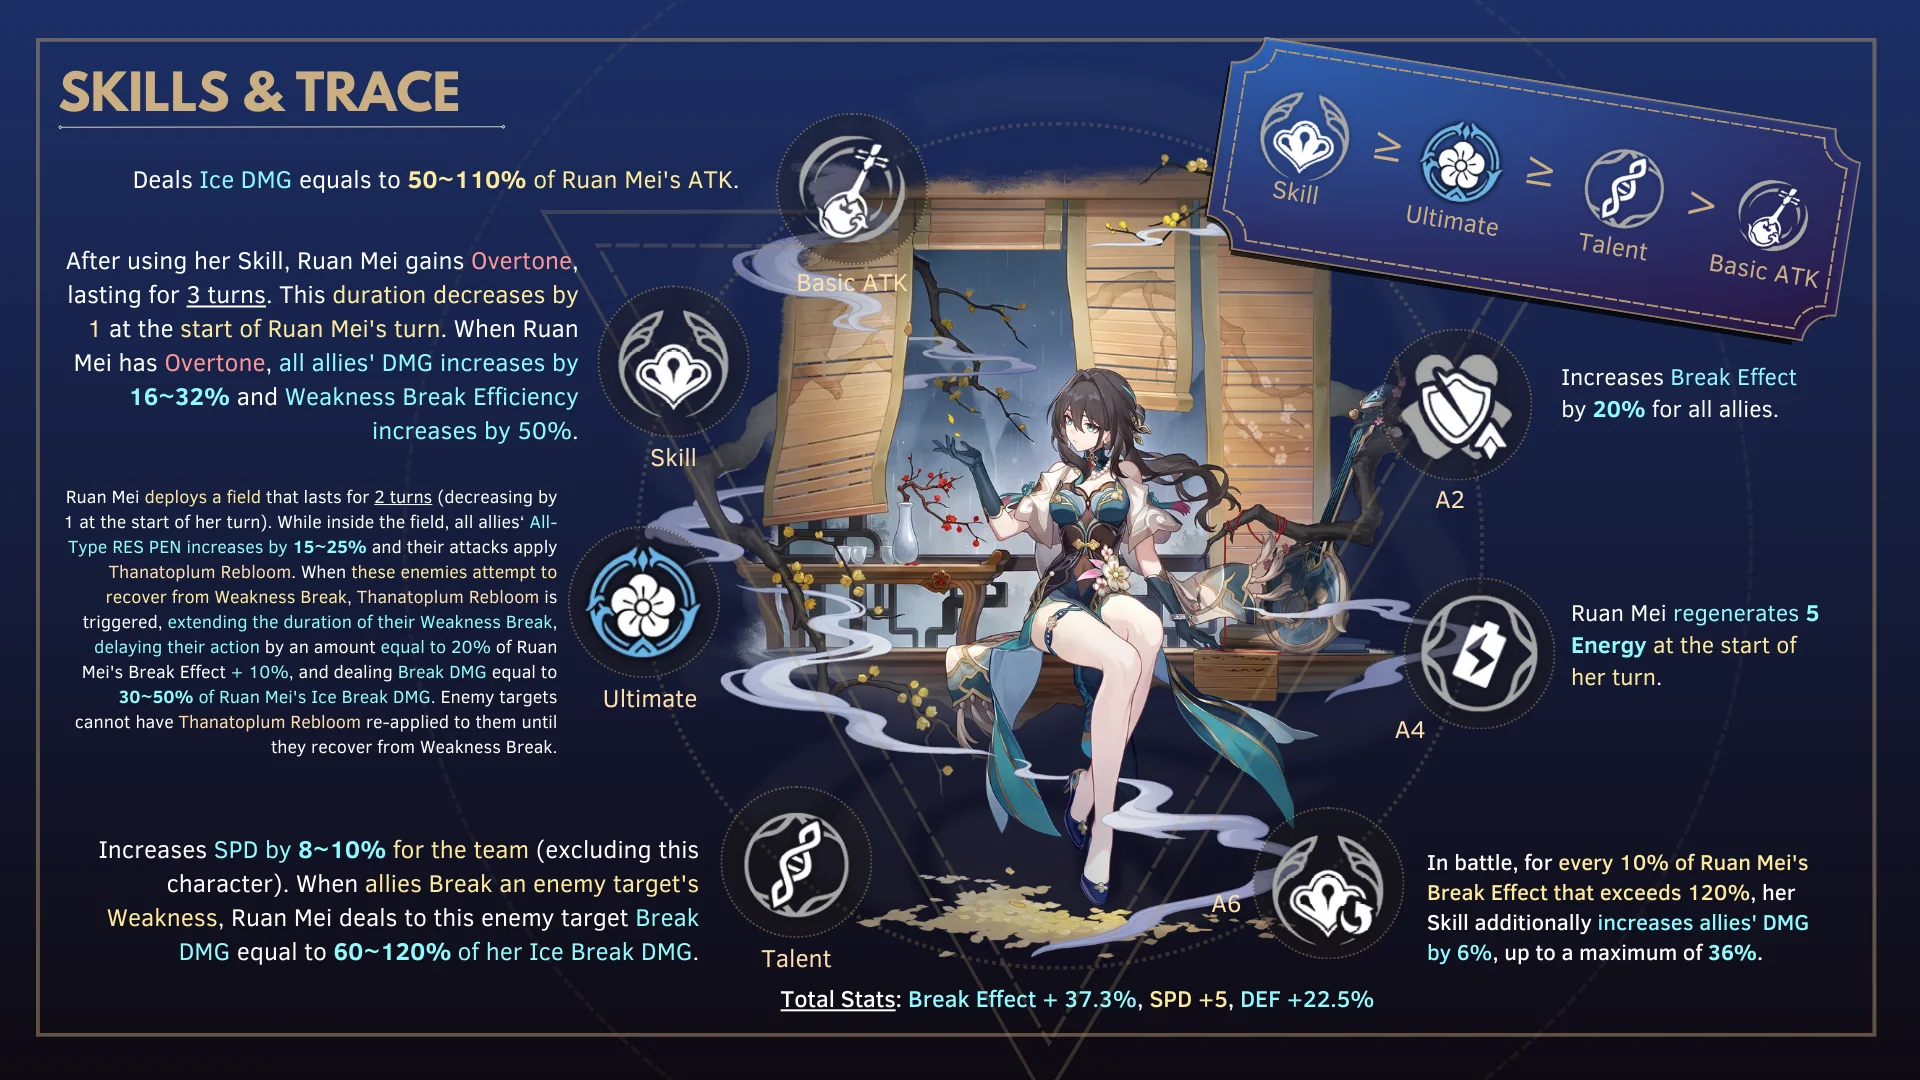 SKILLS & TRACE
Skill
≥
Ultimate
≥
Talent
>
Basic ATK
Deals Ice DMG equals to 50~110% of Ruan Mei's ATK.
Basic ATK
After using her Skill, Ruan Mei gains Overtone,
lasting for 3 turns. This duration decreases by
1 at the start of Ruan Mei's turn. When Ruan
Mei has Overtone, all allies' DMG increases by
16~32% and Weakness Break Efficiency
increases by 50%.
Skill
Ruan Mei deploys a field that lasts for 2 turns (decreasing by
1 at the start of her turn). While inside the field, all allies‘ All-
Type RES PEN increases by 15~25% and their attacks apply
Thanatoplum Rebloom. When these enemies attempt to
recover from Weakness Break, Thanatoplum Rebloom is
triggered, extending the duration of their Weakness Break,
delaying their action by an amount equal to 20% of Ruan
Mei's Break Effect + 10%, and dealing Break DMG equal to
30~50% of Ruan Mei's Ice Break DMG. Enemy targets
cannot have Thanatoplum Rebloom re-applied to them until
they recover from Weakness Break.
Ultimate
Increases SPD by 8~10% for the team (excluding this
character). When allies Break an enemy target's
Weakness, Ruan Mei deals to this enemy target Break
DMG equal to 60~120% of her Ice Break DMG.
Talent
Increases Break Effect
by 20% for all allies.
A2
Ruan Mei regenerates 5
Energy at the start of
her turn.
A4
In battle, for every 10% of Ruan Mei's
Break Effect that exceeds 120%, her
Skill additionally increases allies' DMG
by 6%, up to a maximum of 36%.
A6
Total Stats: Break Effect + 37.3%, SPD +5, DEF +22.5%